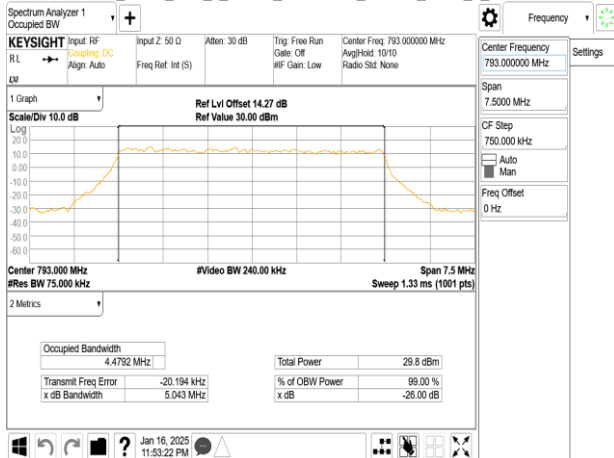 Spectrum Analyzer 1
Occupied BW
Frequency
KEYSIGHT
RL
LXI
Input: RF
Coupling: DC
Align: Auto
Input Z: 50 Ω
Freq Ref: Int (S)
Atten: 30 dB
Trig: Free Run
Gate: Off
#IF Gain: Low
Center Freq: 793.000000 MHz
Avg|Hold: 10/10
Radio Std: None
Center Frequency
793.000000 MHz
Settings
Span
7.5000 MHz
CF Step
750.000 kHz
Auto
Man
Freq Offset
0 Hz
1 Graph
Scale/Div 10.0 dB
Ref Lvl Offset 14.27 dB
Ref Value 30.00 dBm
Log
20.0
10.0
0.00
-10.0
-20.0
-30.0
-40.0
-50.0
-60.0
Center 793.000 MHz
#Video BW 240.00 kHz
Span 7.5 MHz
#Res BW 75.000 kHz
Sweep 1.33 ms (1001 pts)
2 Metrics
Occupied Bandwidth
4.4792 MHz
Total Power 29.8 dBm
Transmit Freq Error -20.194 kHz
% of OBW Power 99.00 %
x dB Bandwidth 5.043 MHz
x dB -26.00 dB
?
Jan 16, 2025
11:53:22 PM